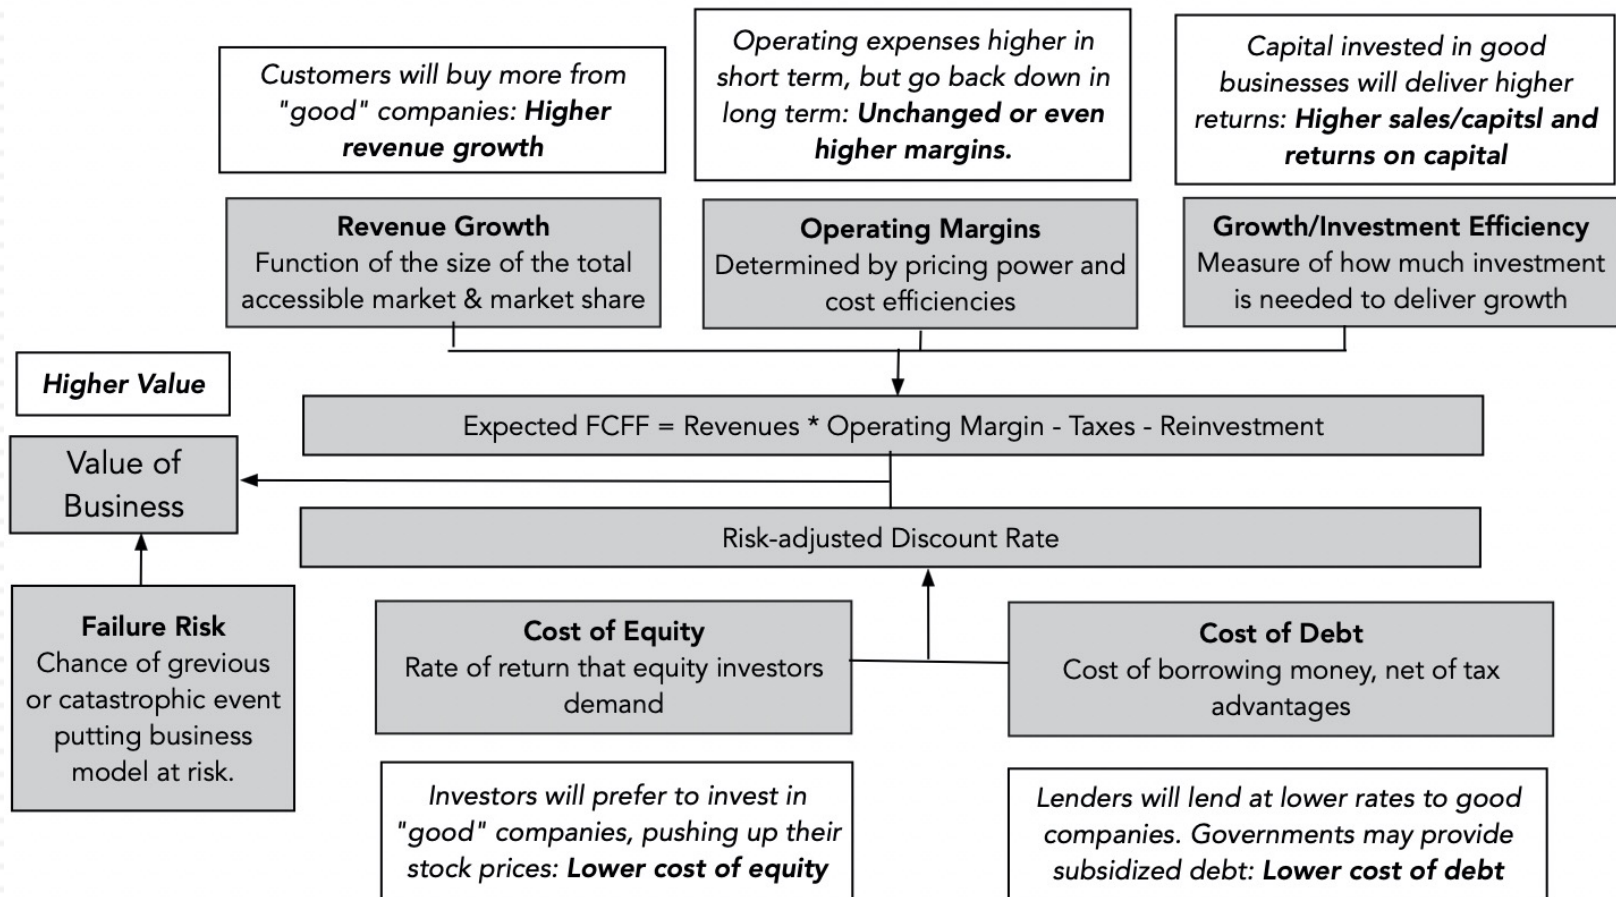 Customers will buy more from
"good" companies: Higher
revenue growth
Operating expenses higher in
short term, but go back down in
long term: Unchanged or even
higher margins.
Capital invested in good
businesses will deliver higher
returns: Higher sales/capitsl and
returns on capital
Revenue Growth
Function of the size of the total
accessible market & market share
Operating Margins
Determined by pricing power and
cost efficiencies
Growth/Investment Efficiency
Measure of how much investment
is needed to deliver growth
Higher Value
Expected FCFF = Revenues * Operating Margin - Taxes - Reinvestment
Value of
Business
Risk-adjusted Discount Rate
Failure Risk
Chance of grevious
or catastrophic event
putting business
model at risk.
Cost of Equity
Rate of return that equity investors
demand
Cost of Debt
Cost of borrowing money, net of tax
advantages
Investors will prefer to invest in
"good" companies, pushing up their
stock prices: Lower cost of equity
Lenders will lend at lower rates to good
companies. Governments may provide
subsidized debt: Lower cost of debt